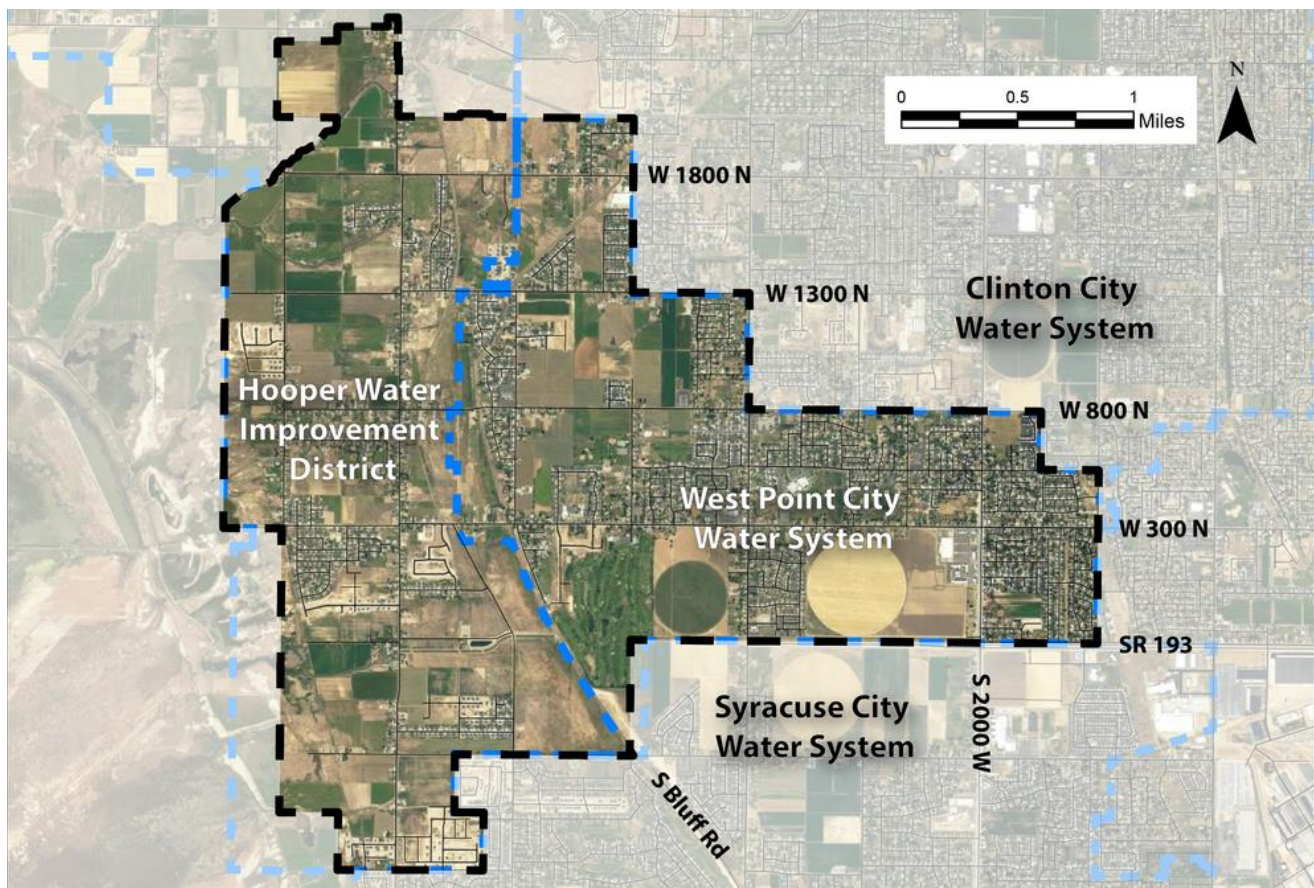 N
0 0.5 1
Miles
W 1800 N
W 1300 N
Clinton City
Water System
Hooper Water
Improvement
District
W 800 N
West Point City
Water System
W 300 N
SR 193
S 2000 W
Syracuse City
Water System
S Bluff Rd